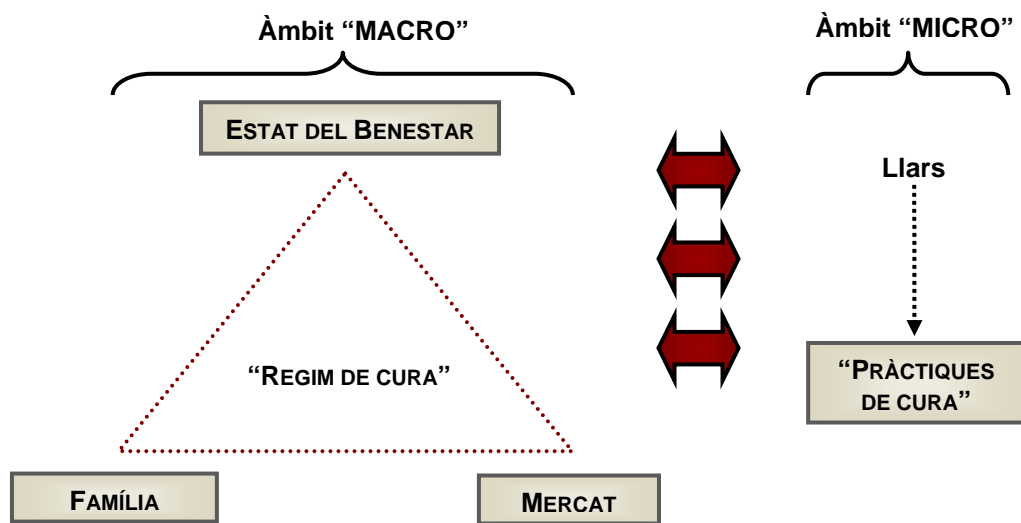 Àmbit “MACRO”
Àmbit “MICRO”
ESTAT DEL BENESTAR
Llars
“REGIM DE CURA”
“PRÀCTIQUES
DE CURA”
FAMÍLIA
MERCAT